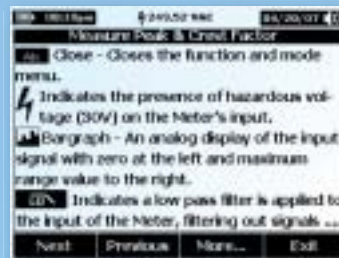 Measure Peak & Crest Factor
Close - Closes the function and mode
menu.
Indicates the presence of hazardous vol-
tage (30V) on the Meter's input.
Bargraph - An analog display of the input
signal with zero at the left and maximum
range value to the right.
Indicates a low pass filter is applied to
the input of the Meter, filtering out signals ...
Next Previous More... Exit